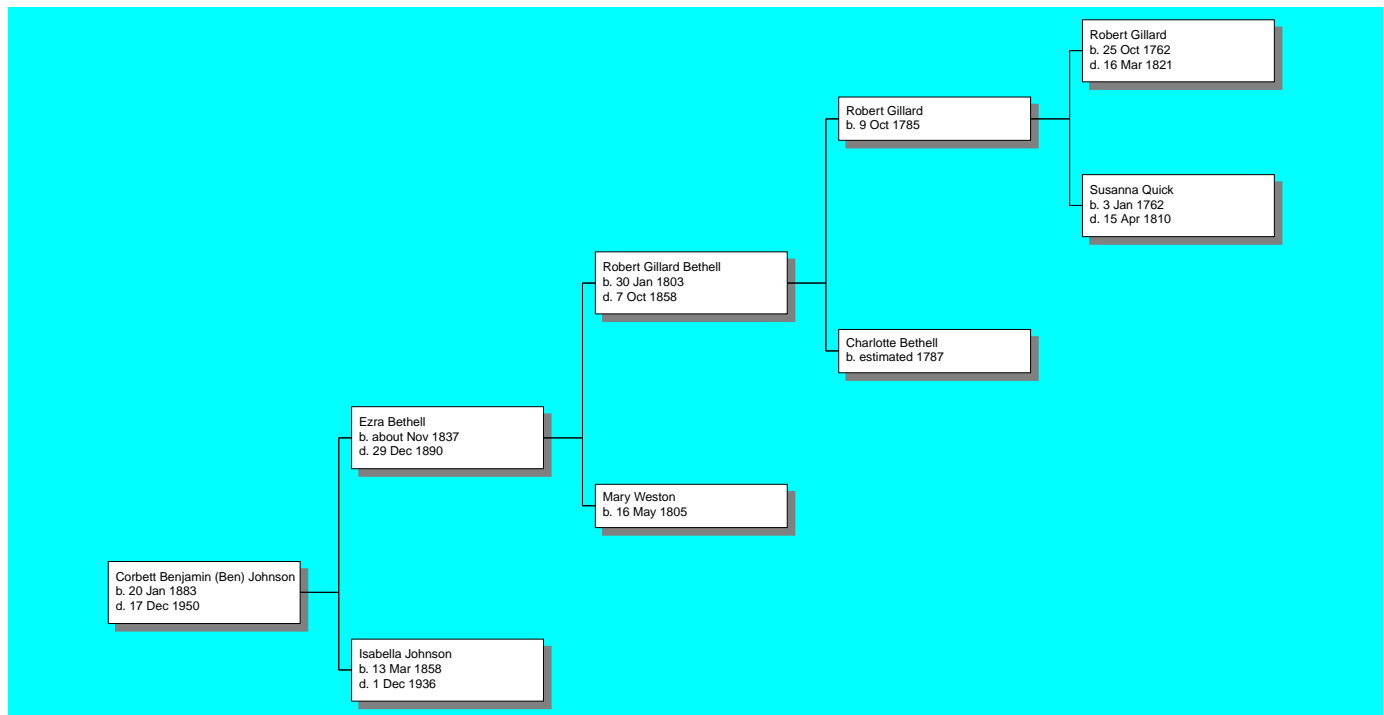 Robert Gillard
b. 25 Oct 1762
d. 16 Mar 1821
Robert Gillard
b. 9 Oct 1785
Susanna Quick
b. 3 Jan 1762
d. 15 Apr 1810
Robert Gillard Bethell
b. 30 Jan 1803
d. 7 Oct 1858
Charlotte Bethell
b. estimated 1787
Ezra Bethell
b. about Nov 1837
d. 29 Dec 1890
Mary Weston
b. 16 May 1805
Corbett Benjamin (Ben) Johnson
b. 20 Jan 1883
d. 17 Dec 1950
Isabella Johnson
b. 13 Mar 1858
d. 1 Dec 1936